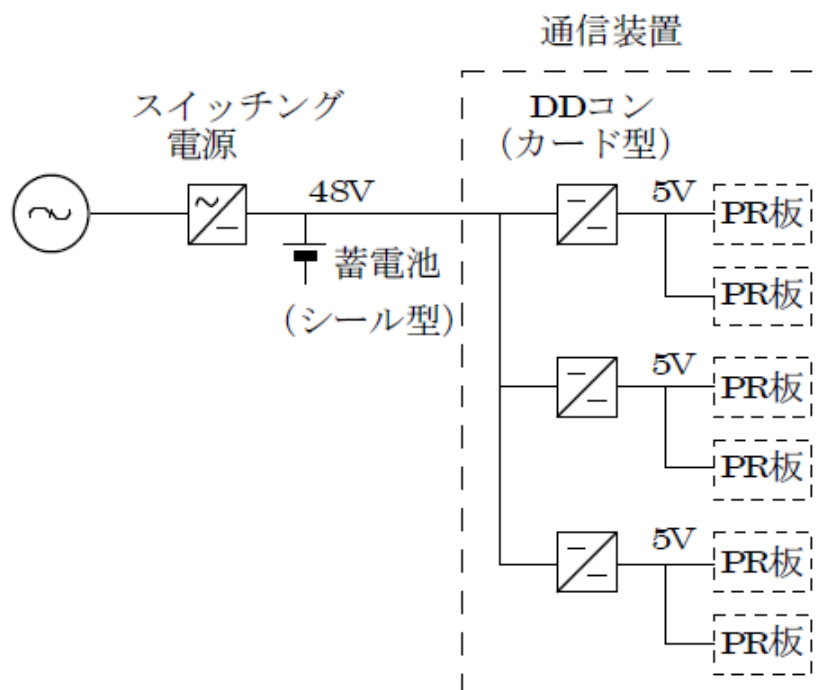 通信装置
スイッチング
電源
DDコン
(カード型)
48V
5V
PR板
PR板
蓄電池
(シール型)
5V
PR板
PR板
5V
PR板
PR板